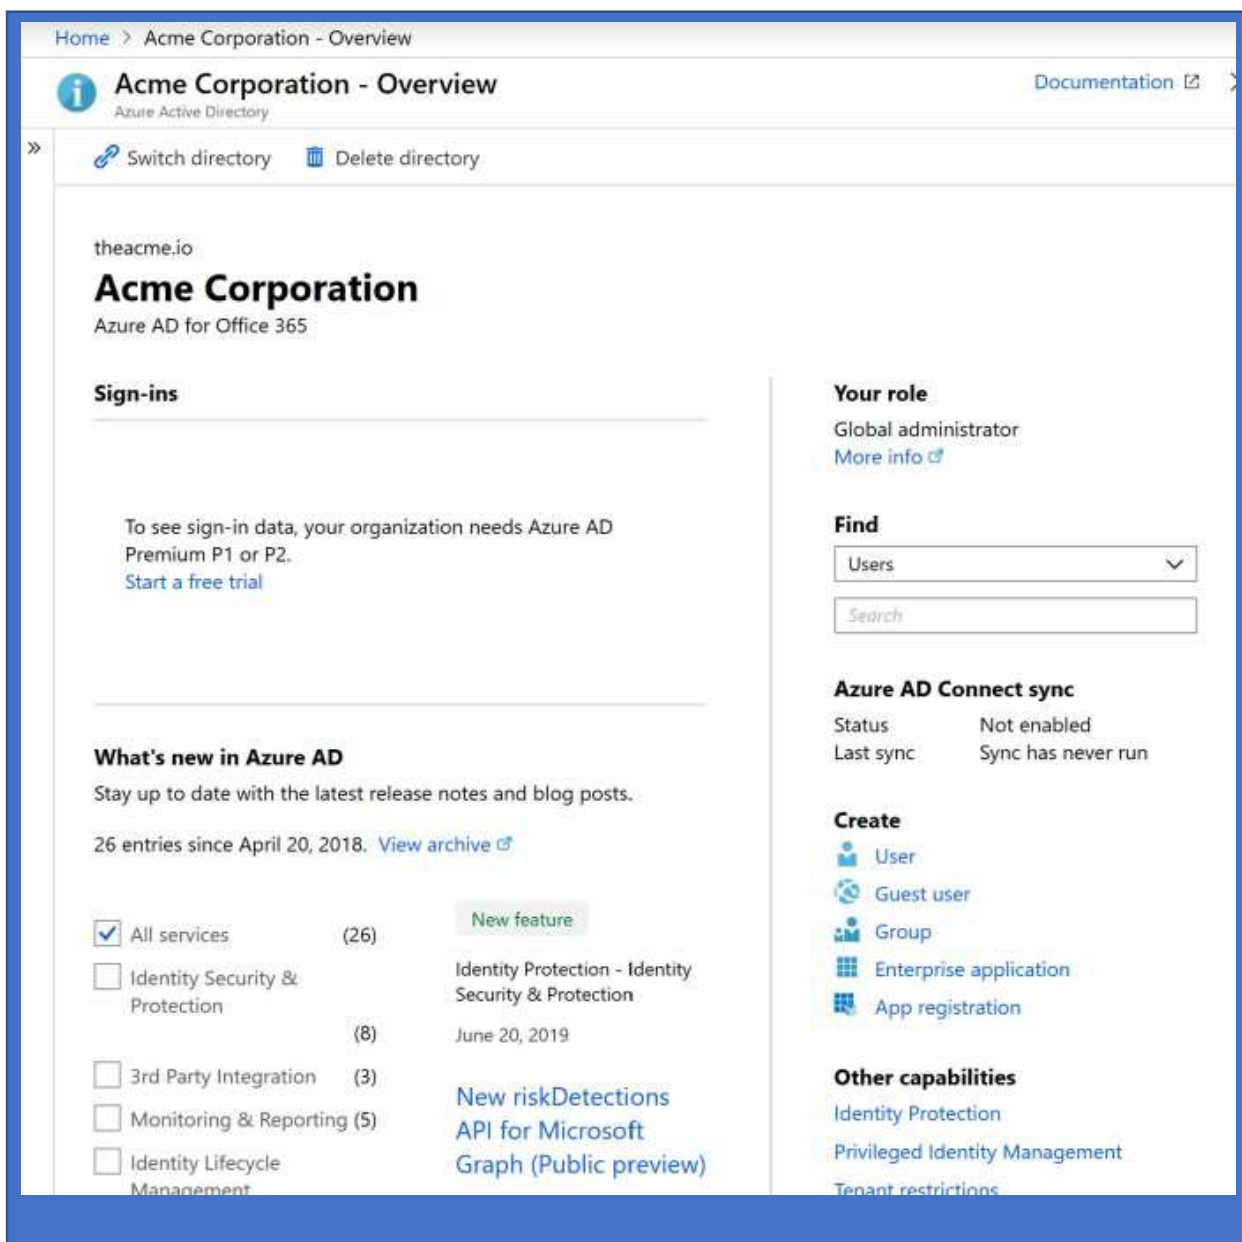 Home > Acme Corporation - Overview
Acme Corporation - Overview
Azure Active Directory
Documentation
»
Switch directory
Delete directory
theacme.io
Acme Corporation
Azure AD for Office 365
Sign-ins
To see sign-in data, your organization needs Azure AD
Premium P1 or P2.
Start a free trial
What's new in Azure AD
Stay up to date with the latest release notes and blog posts.
26 entries since April 20, 2018. View archive
All services (26)
Identity Security &
Protection
(8)
3rd Party Integration (3)
Monitoring & Reporting (5)
Identity Lifecycle
Management
New feature
Identity Protection - Identity
Security & Protection
June 20, 2019
New riskDetections
API for Microsoft
Graph (Public preview)
Your role
Global administrator
More info
Find
Users
Search
Azure AD Connect sync
Status Not enabled
Last sync Sync has never run
Create
User
Guest user
Group
Enterprise application
App registration
Other capabilities
Identity Protection
Privileged Identity Management
Tenant restrictions